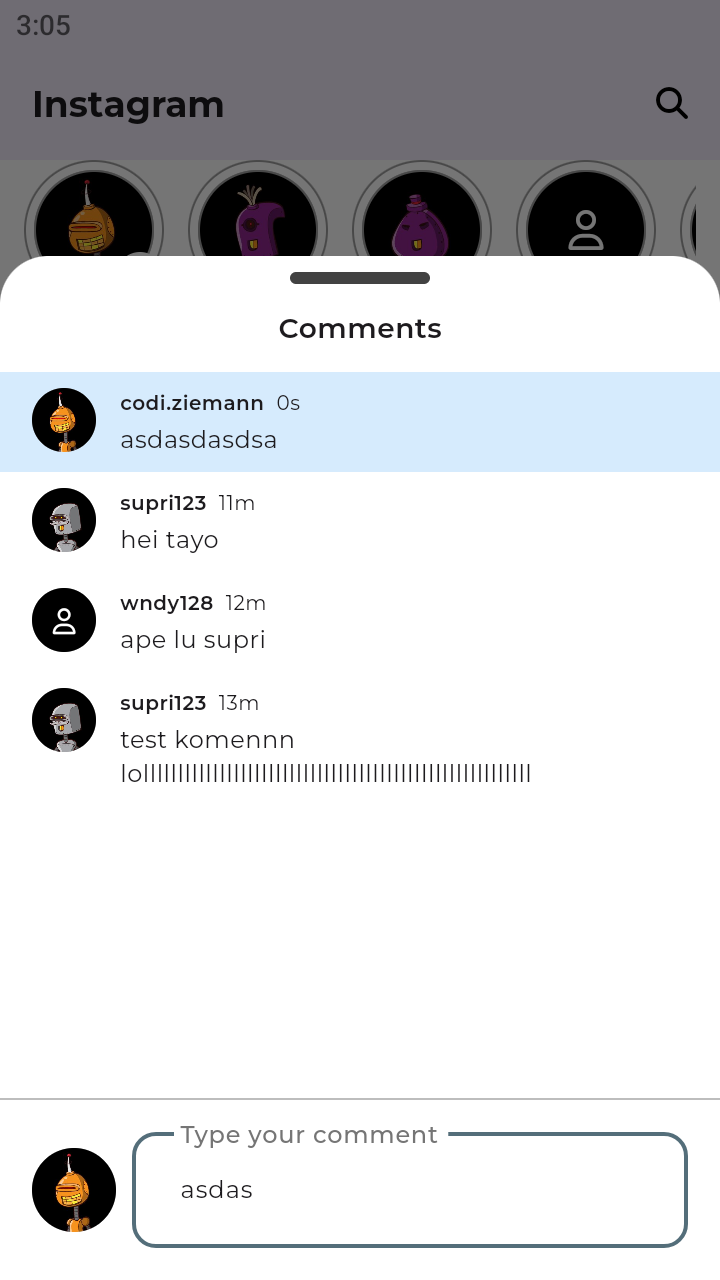 3:05
Instagram
Comments
codi.ziemann 0s
asdasdasdsa
supri123 11m
hei tayo
wndy128 12m
ape lu supri
supri123 13m
test komennn
lolllllllllllllllllllllllllllllllllllllllllllllllllllllllll
Type your comment
asdas